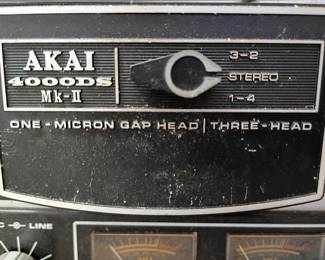 AKAI
4000DS
MK-II
3-2
STEREO
1-4
ONE-MICRON GAP HEAD | THREE-HEAD
LINE